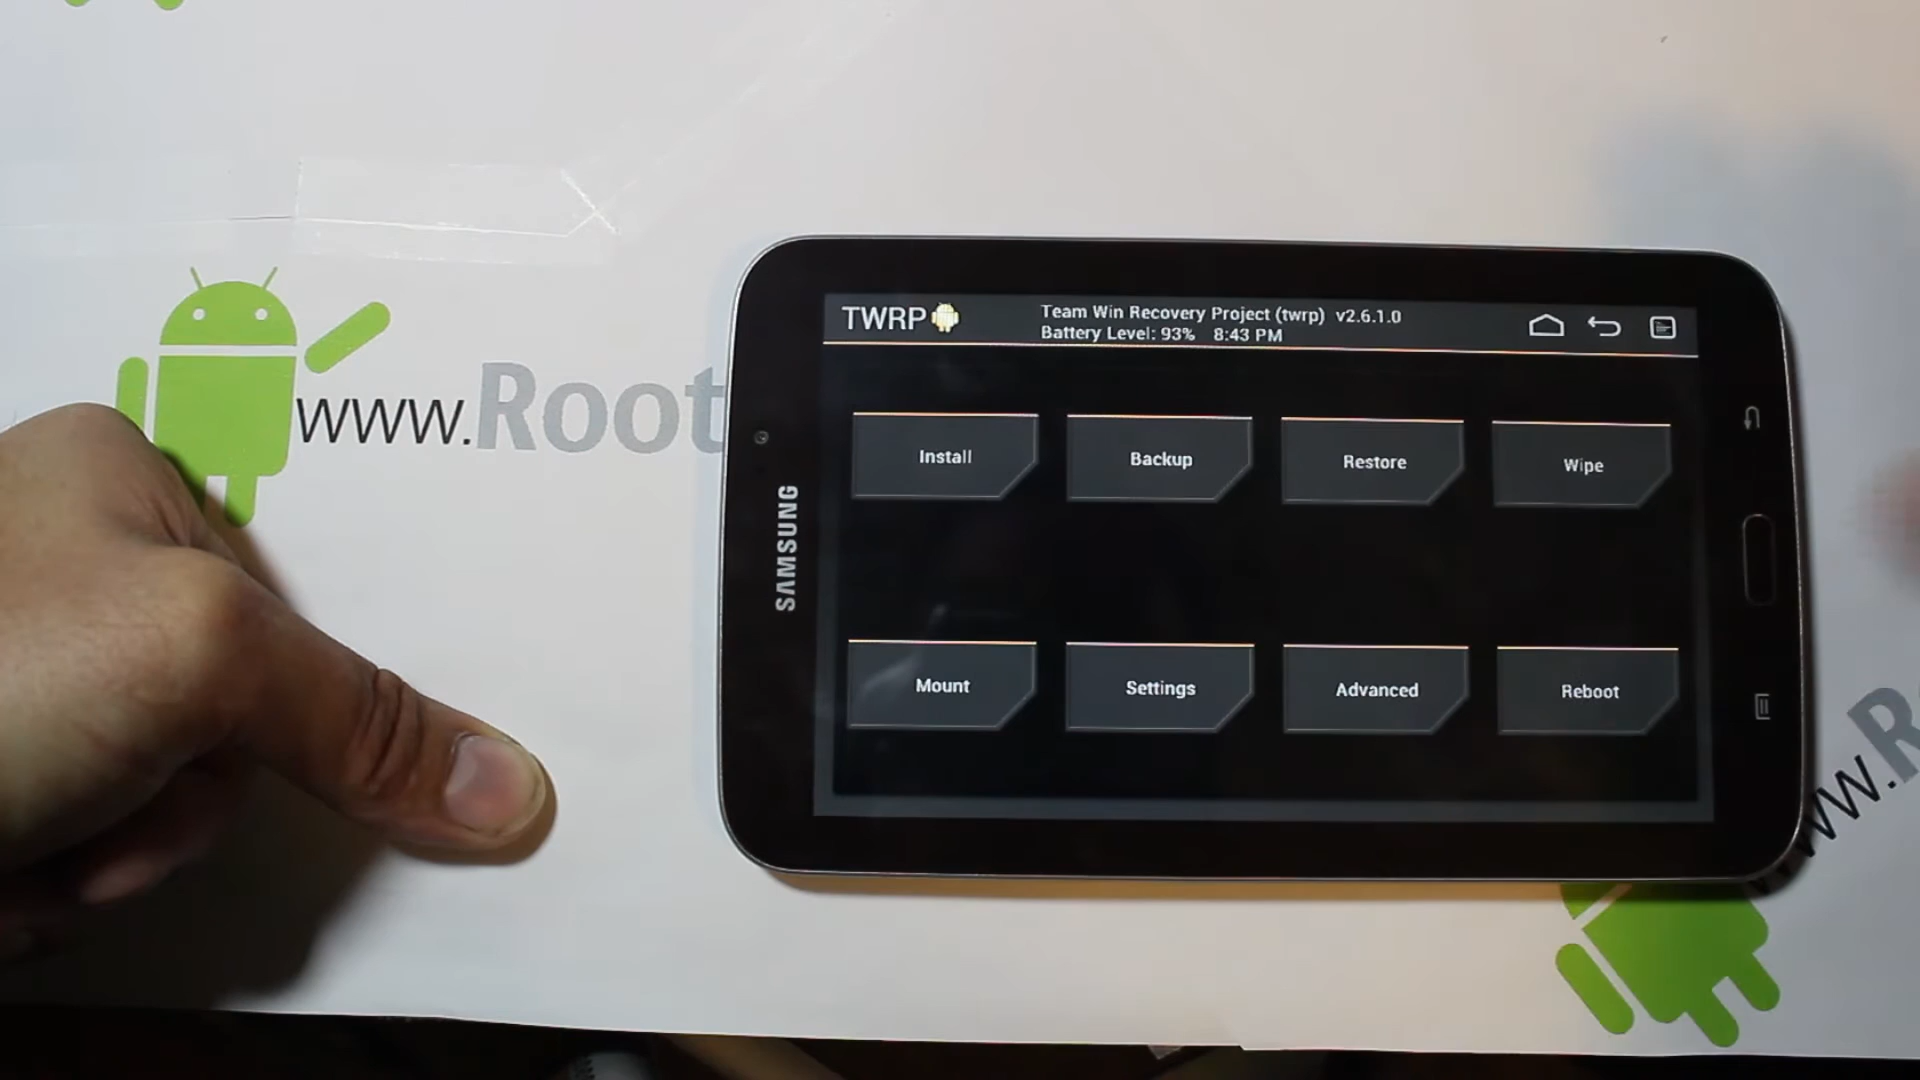 TWRP
Team Win Recovery Project (twrp) v2.6.1.0
Battery Level: 93% 8:43 PM
Install
Backup
Restore
Wipe
Mount
Settings
Advanced
Reboot
SAMSUNG
www.Root